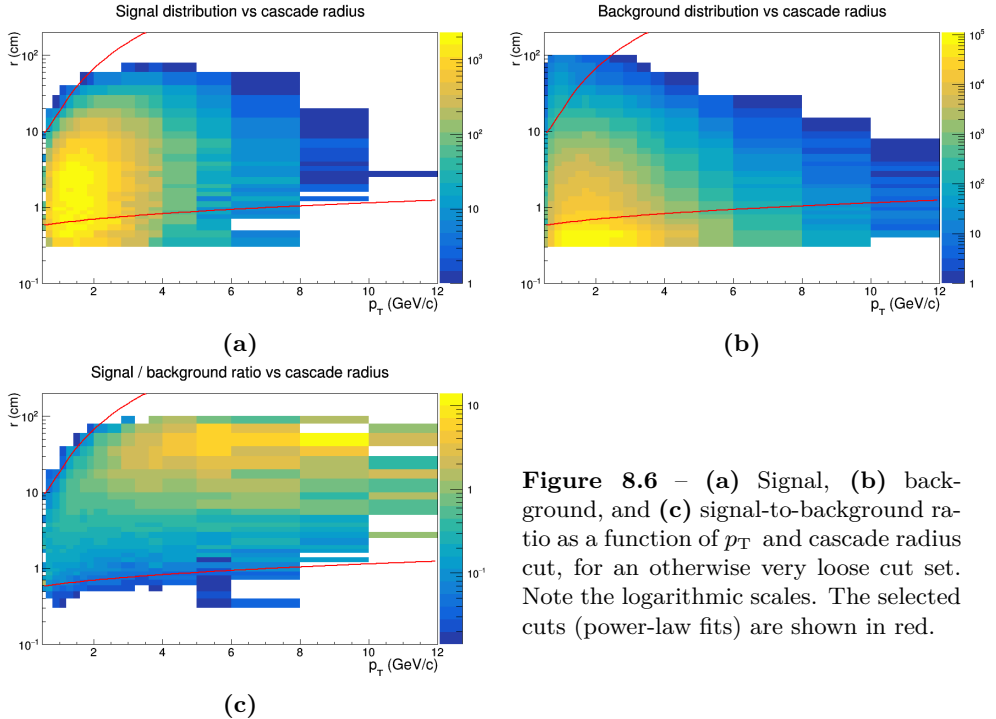 Signal distribution vs cascade radius
r (cm)
10²
10
1
10⁻¹
2
4
6
8
10
12
p_T (GeV/c)
10³
10²
10
1
(a)
Background distribution vs cascade radius
r (cm)
10²
10
1
10⁻¹
2
4
6
8
10
12
p_T (GeV/c)
10⁵
10⁴
10³
10²
10
1
(b)
Signal / background ratio vs cascade radius
r (cm)
10²
10
1
10⁻¹
2
4
6
8
10
12
p_T (GeV/c)
10
1
10⁻¹
(c)
Figure 8.6 – (a) Signal, (b) back-
ground, and (c) signal-to-background ra-
tio as a function of p_T and cascade radius
cut, for an otherwise very loose cut set.
Note the logarithmic scales. The selected
cuts (power-law fits) are shown in red.